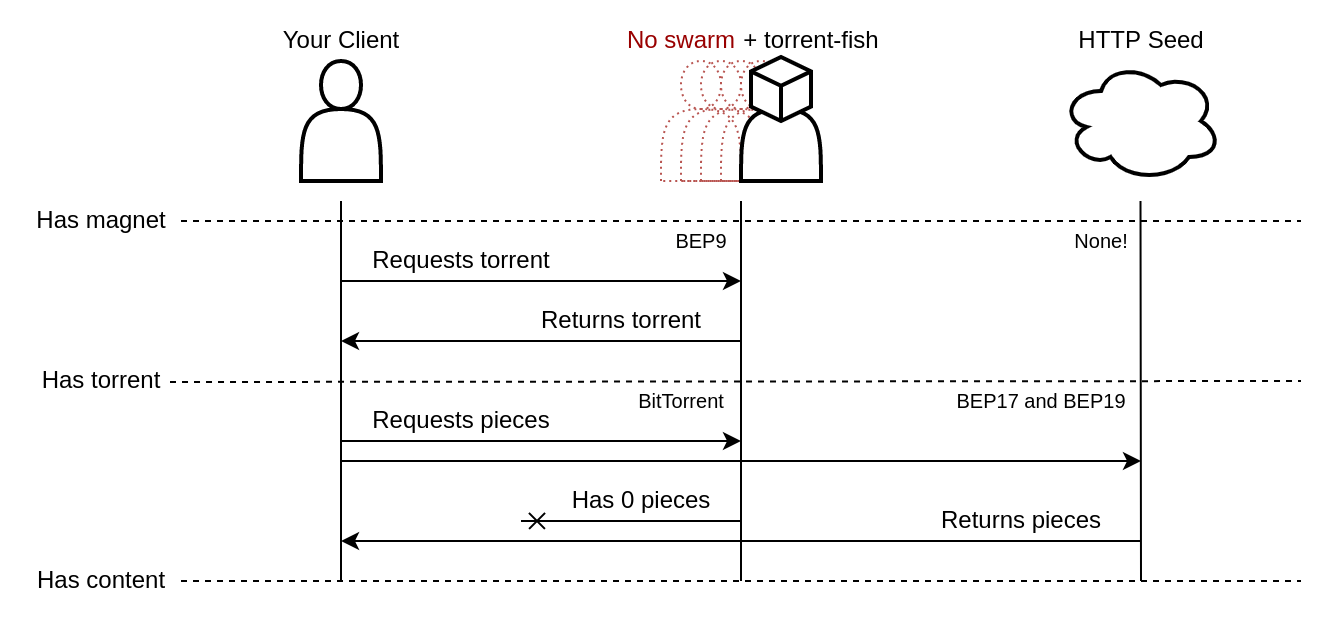 Your Client
No swarm + torrent-fish
HTTP Seed
Has magnet
BEP9
None!
Requests torrent
Returns torrent
Has torrent
BitTorrent
BEP17 and BEP19
Requests pieces
Has 0 pieces
Returns pieces
Has content